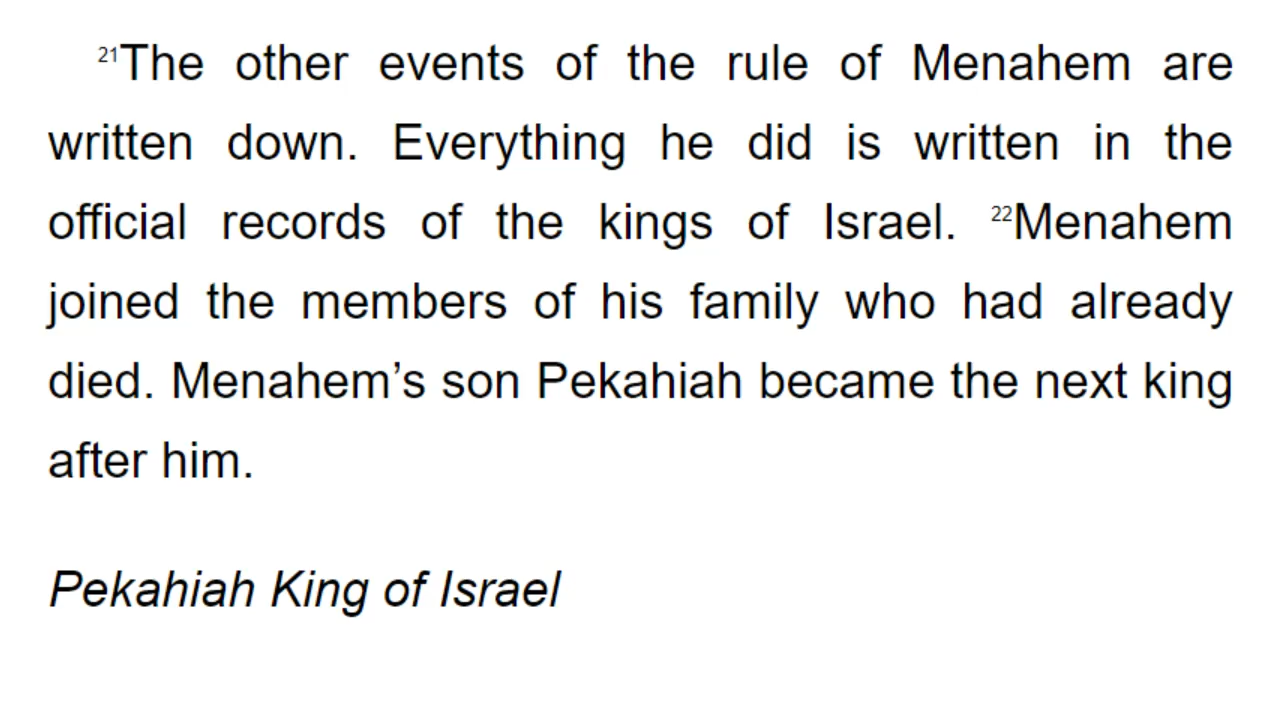 21The other events of the rule of Menahem are
written down. Everything he did is written in the
official records of the kings of Israel. 22Menahem
joined the members of his family who had already
died. Menahem’s son Pekahiah became the next king
after him.
Pekahiah King of Israel